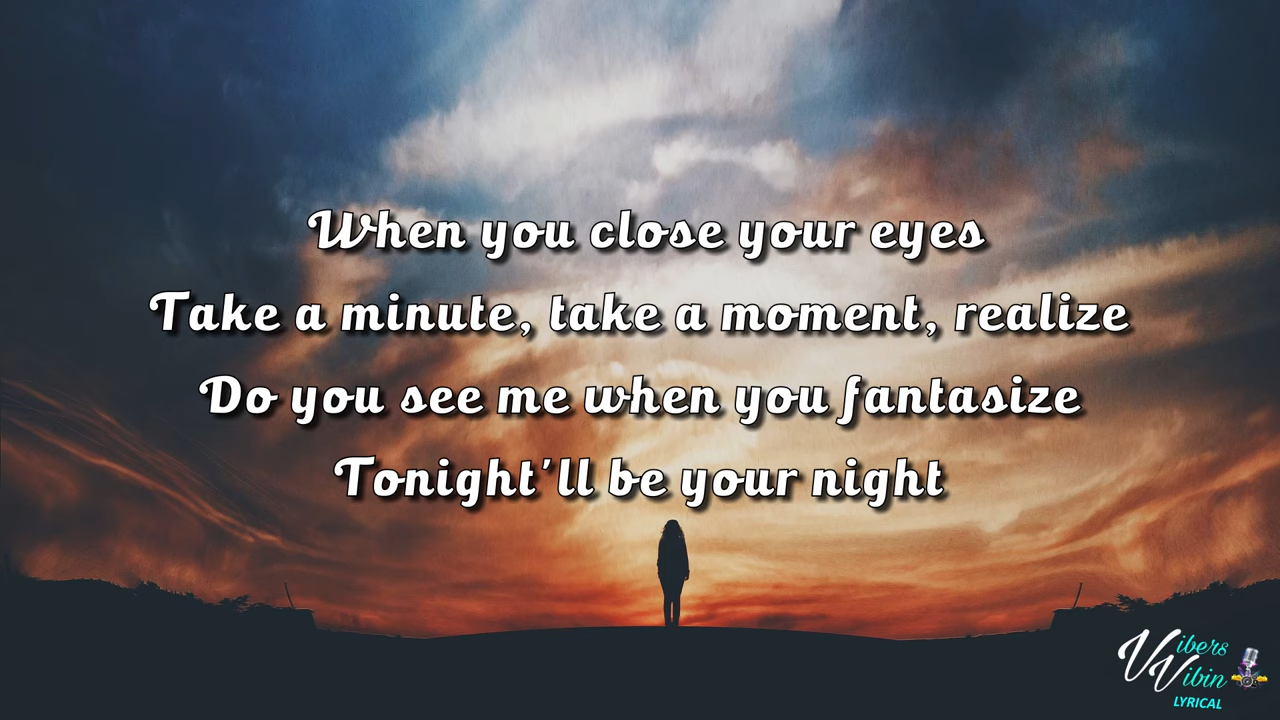 When you close your eyes
Take a minute, take a moment, realize
Do you see me when you fantasize
Tonight'll be your night
Vibers
Vibin
LYRICAL